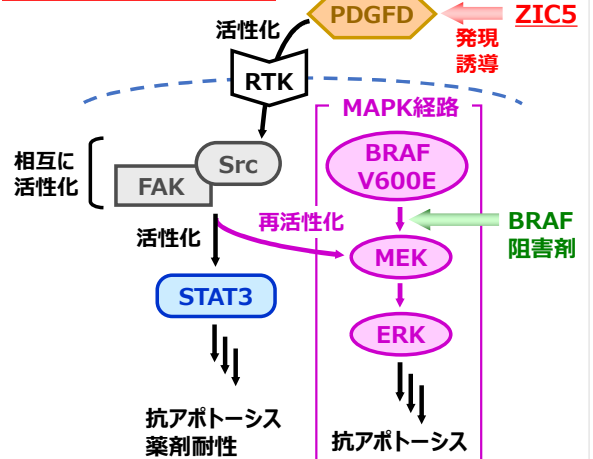 PDGFD
ZIC5
活性化
発現
誘導
RTK
MAPK経路
相互に
活性化
Src
FAK
BRAF
V600E
再活性化
活性化
BRAF
阻害剤
MEK
STAT3
ERK
抗アポトーシス
薬剤耐性
抗アポトーシス